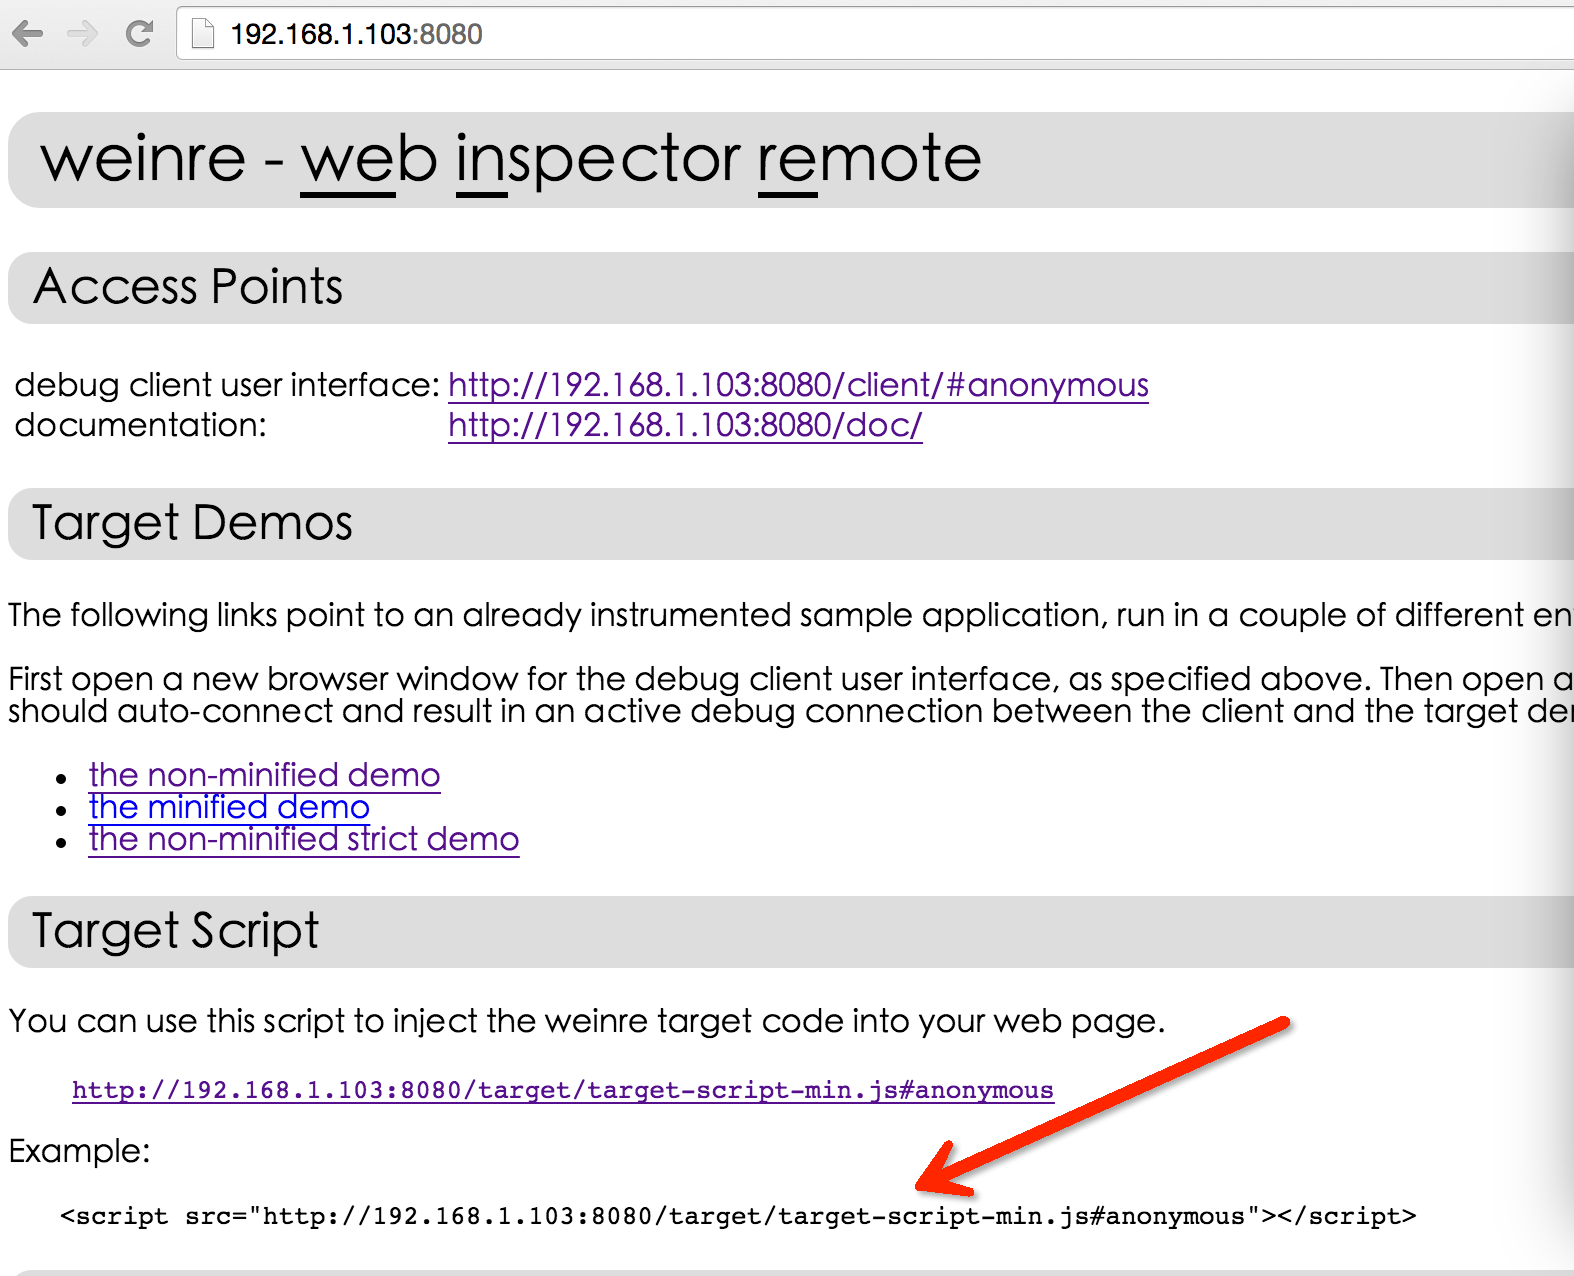 192.168.1.103:8080
weinre - web inspector remote
Access Points
debug client user interface: http://192.168.1.103:8080/client/#anonymous
documentation: http://192.168.1.103:8080/doc/
Target Demos
The following links point to an already instrumented sample application, run in a couple of different en
First open a new browser window for the debug client user interface, as specified above. Then open a
should auto-connect and result in an active debug connection between the client and the target de
the non-minified demo
the minified demo
the non-minified strict demo
Target Script
You can use this script to inject the weinre target code into your web page.
http://192.168.1.103:8080/target/target-script-min.js#anonymous
Example:
<script src="http://192.168.1.103:8080/target/target-script-min.js#anonymous"></script>